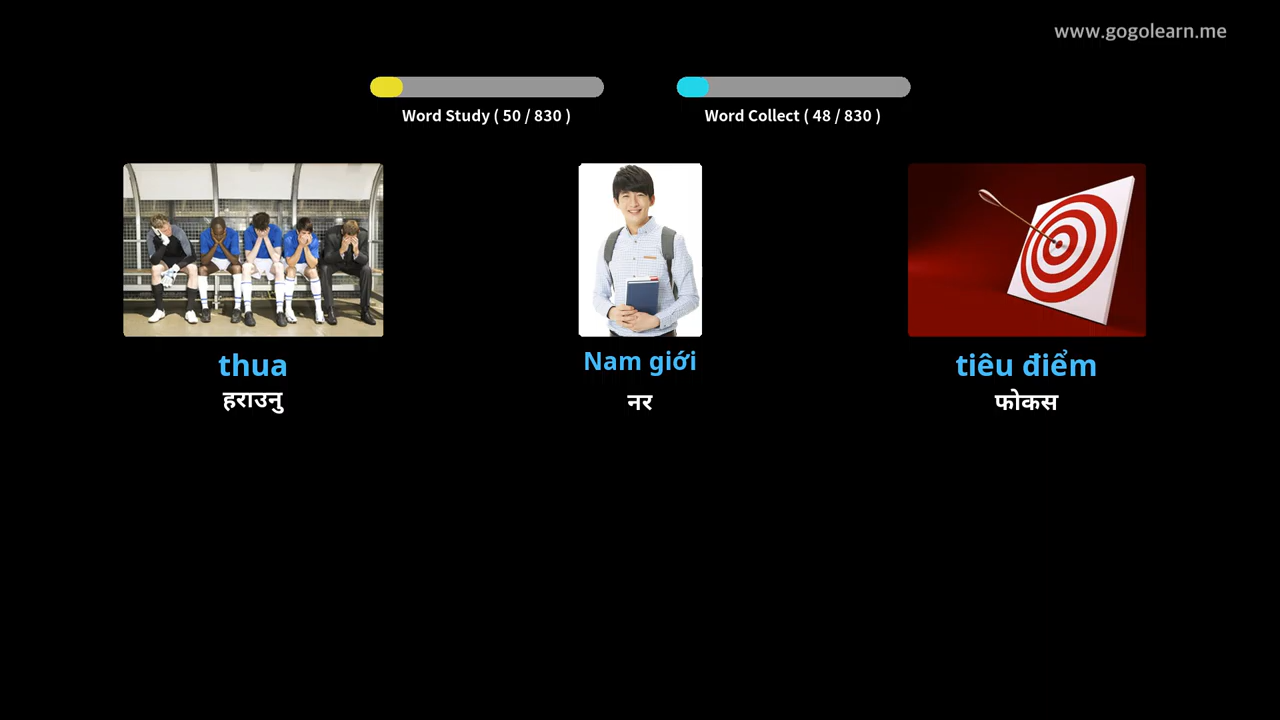 www.gogolearn.me
Word Study ( 50 / 830 )
Word Collect ( 48 / 830 )
thua
हराउनु
Nam giới
नर
tiêu điểm
फोकस